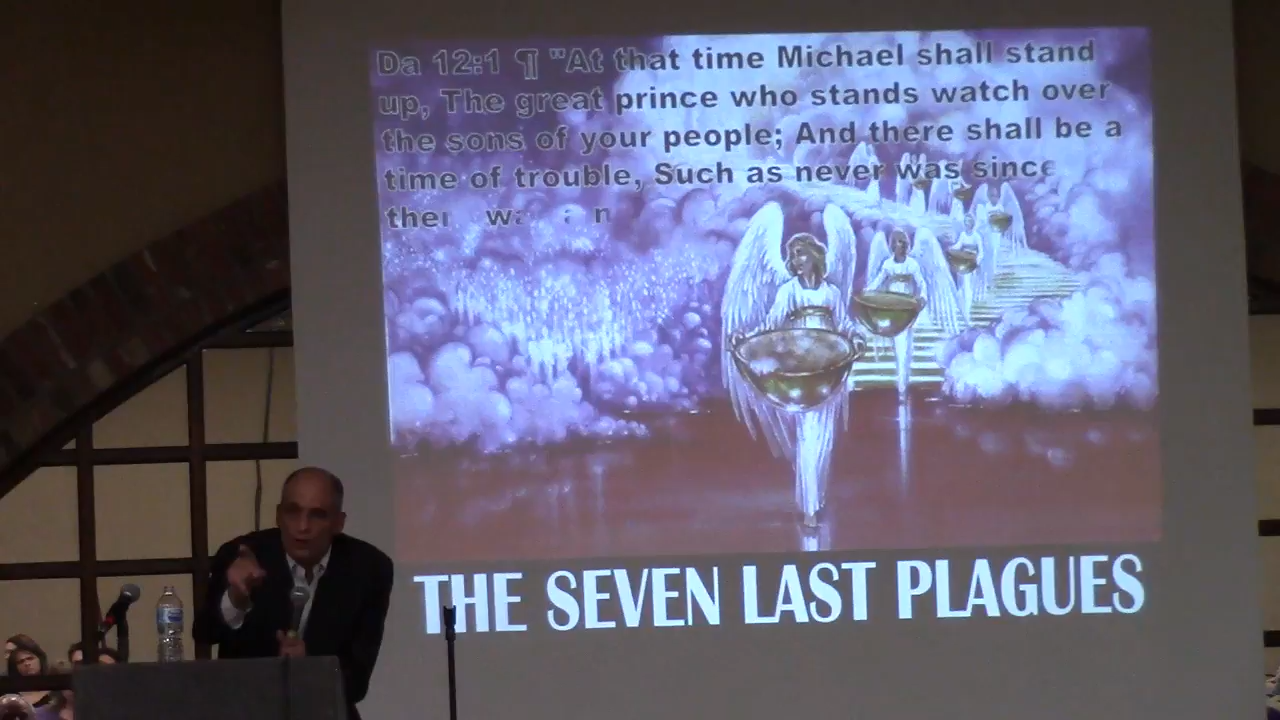 Da 12:1 ¶ "At that time Michael shall stand
up, The great prince who stands watch over
the sons of your people; And there shall be a
time of trouble, Such as never was since
THE SEVEN LAST PLAGUES